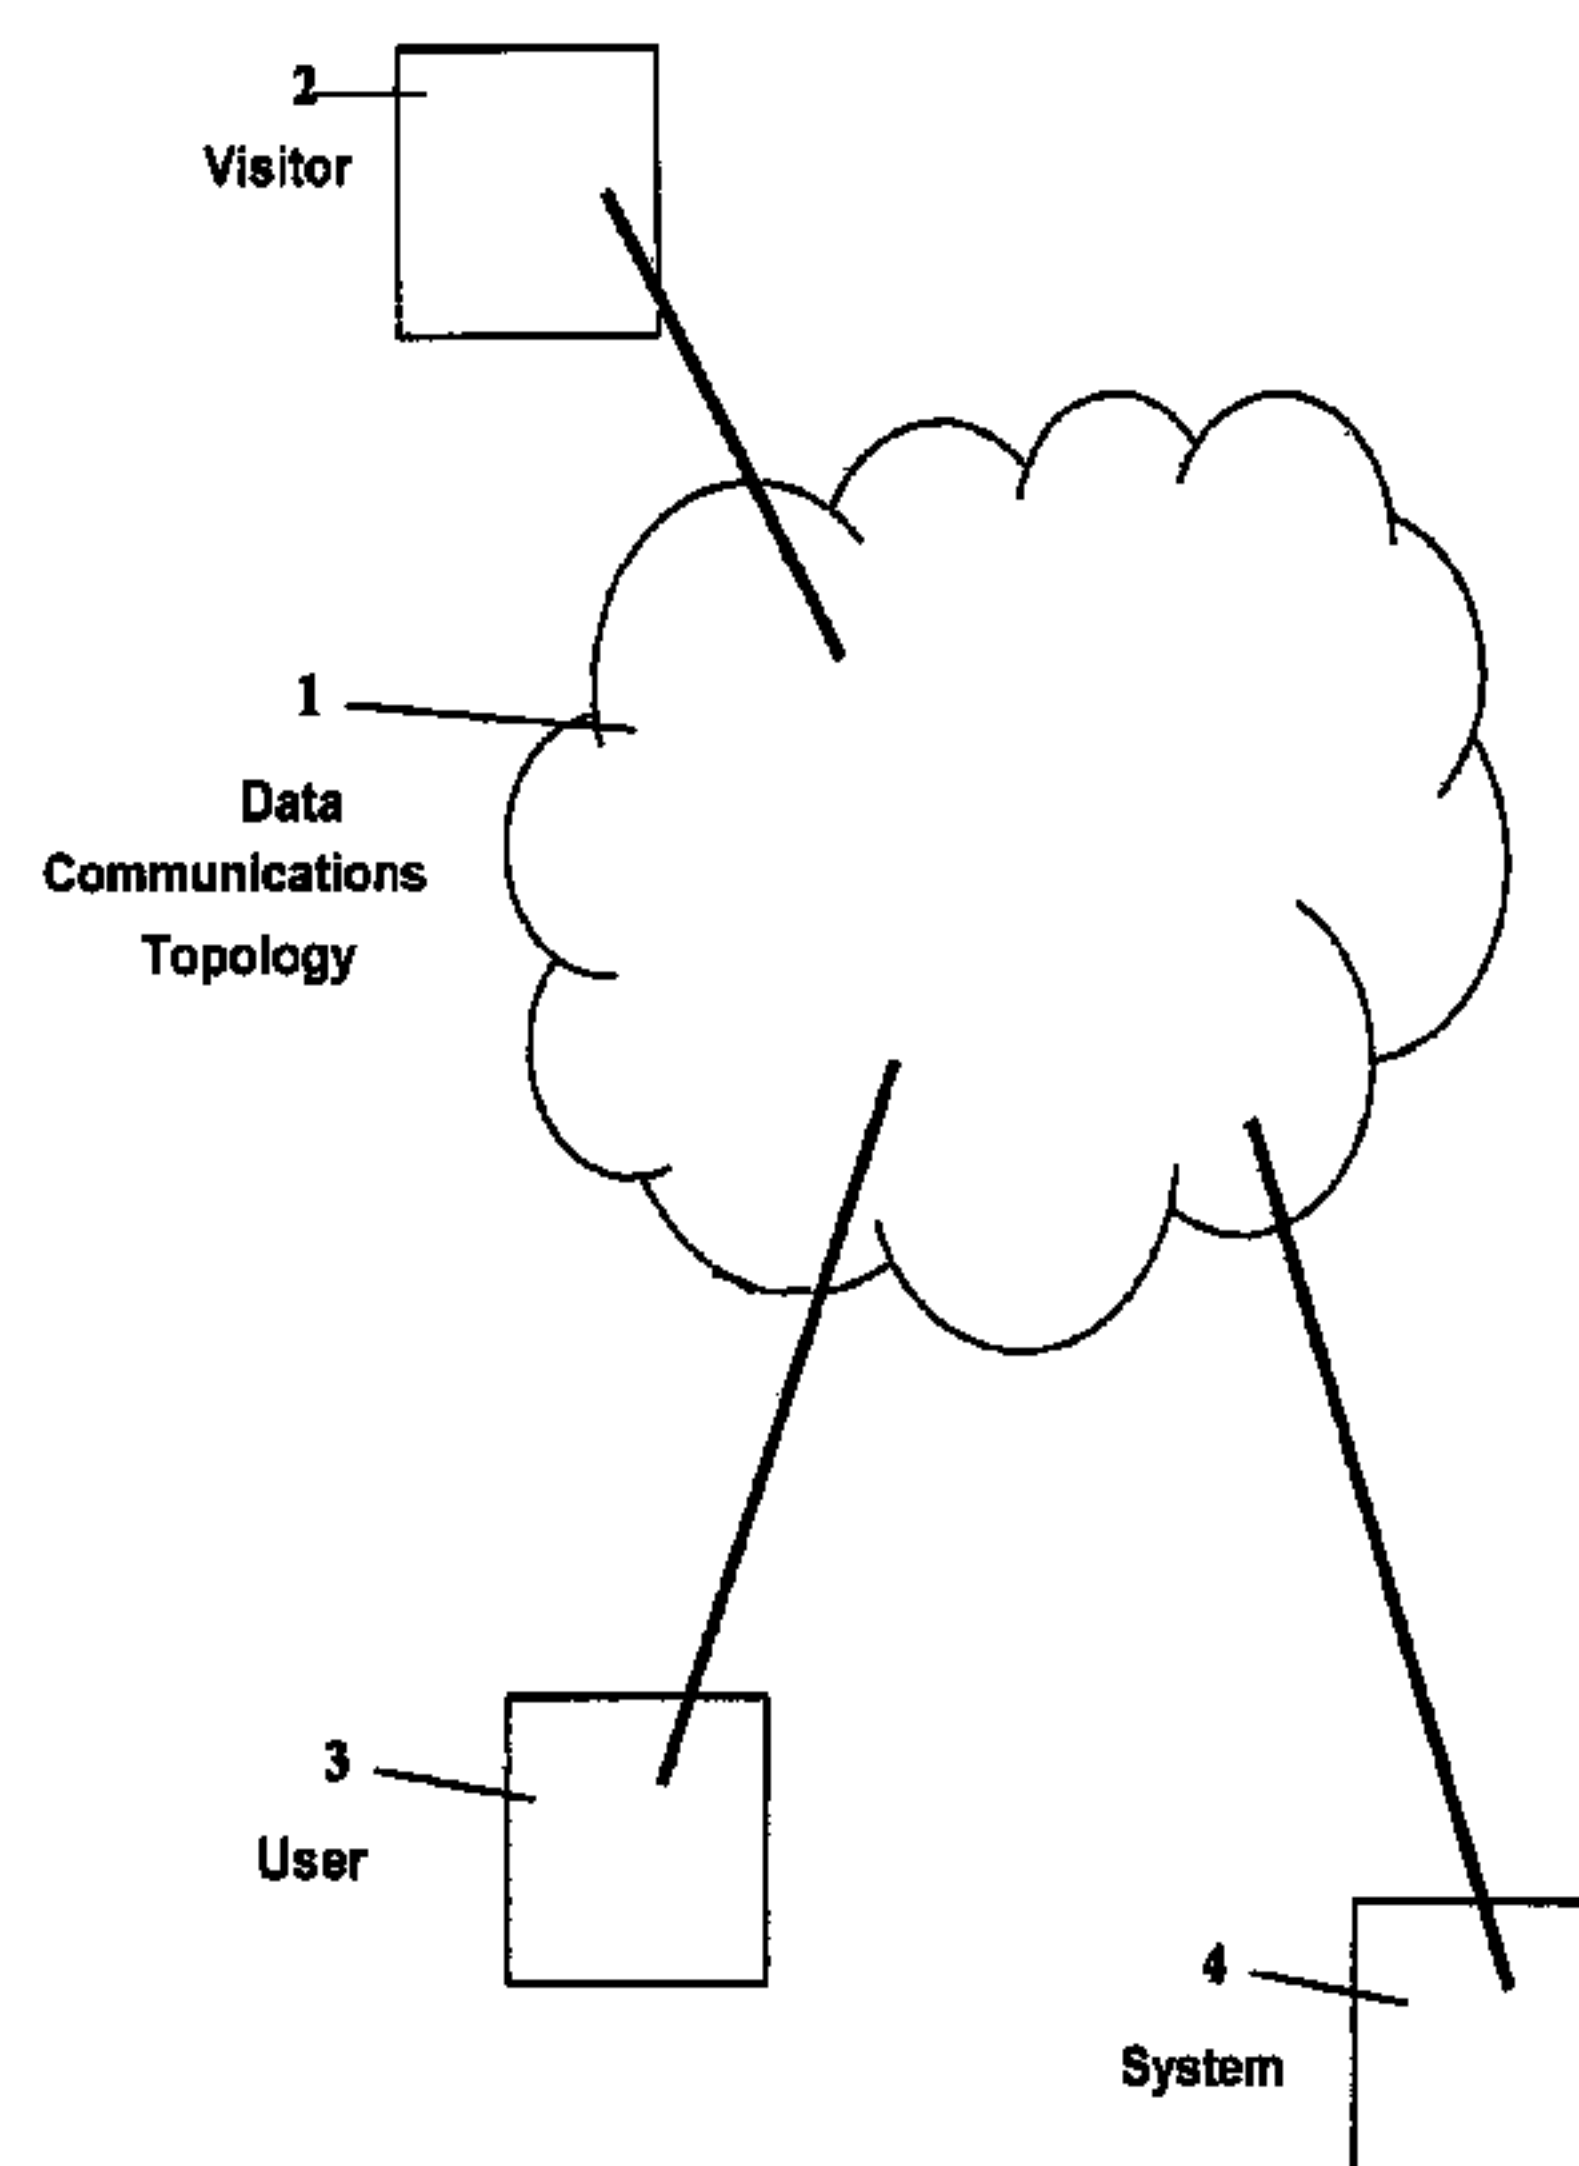 2
Visitor
1
Data
Communications
Topology
3
User
4
System